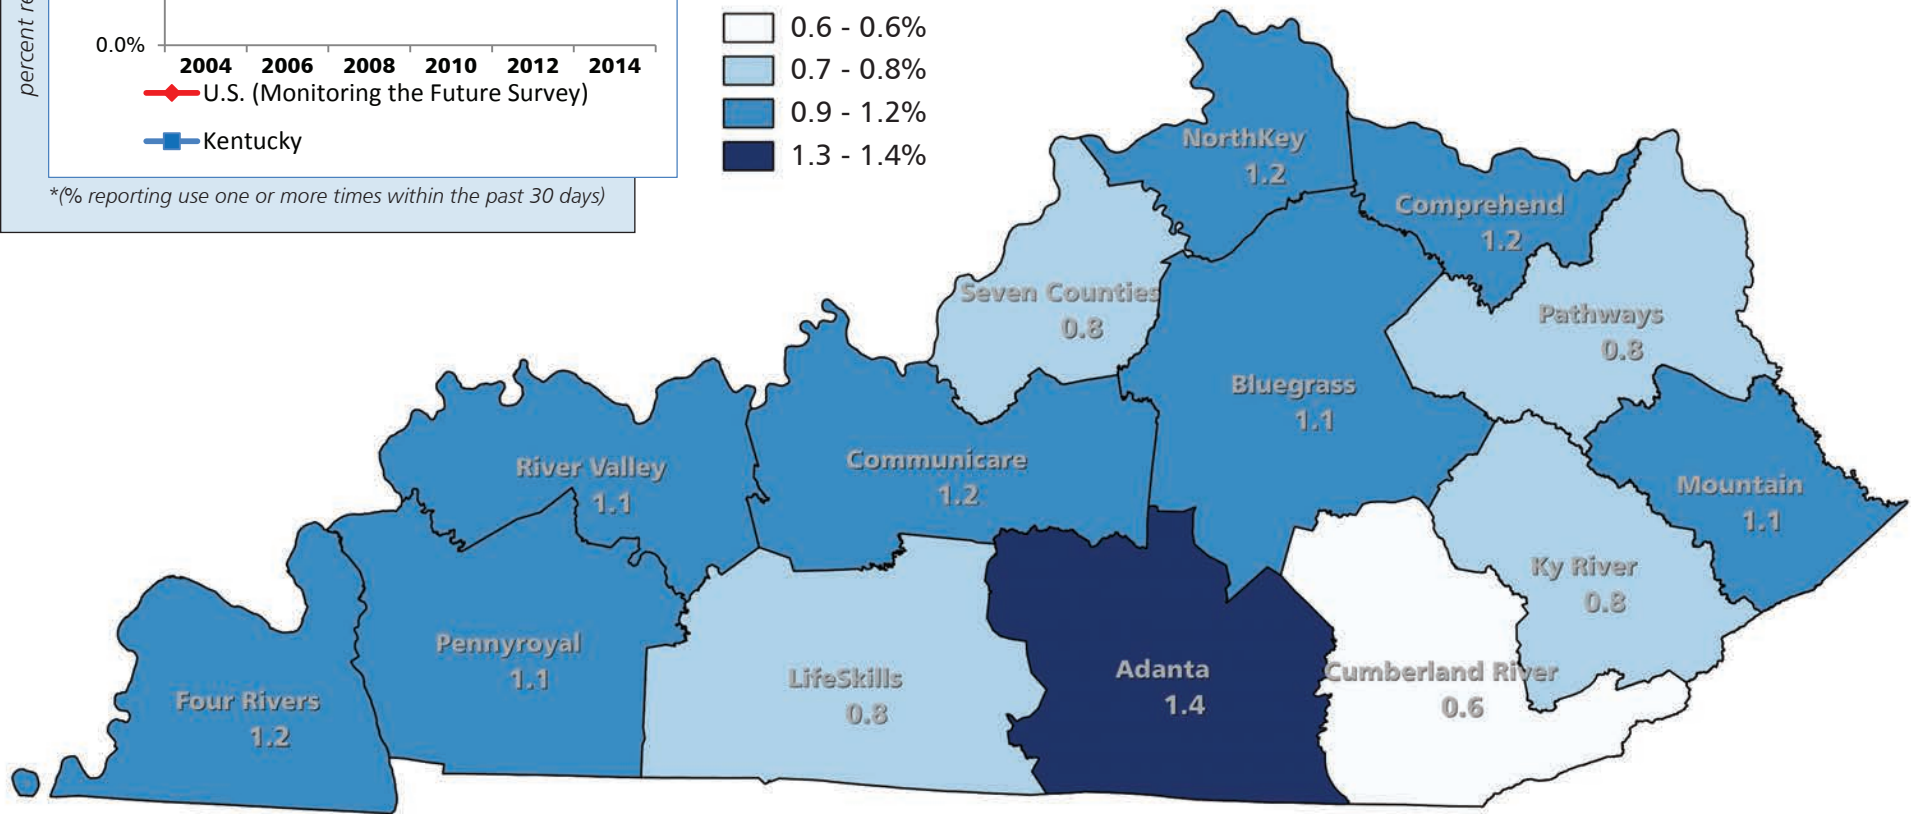 percent re
0.0%
2004 2006 2008 2010 2012 2014
U.S. (Monitoring the Future Survey)
Kentucky
*(% reporting use one or more times within the past 30 days)
0.6 - 0.6%
0.7 - 0.8%
0.9 - 1.2%
1.3 - 1.4%
NorthKey
1.2
Comprehend
1.2
Seven Counties
0.8
Pathways
0.8
Bluegrass
1.1
River Valley
1.1
Communicare
1.2
Mountain
1.1
Ky River
0.8
Pennyroyal
1.1
LifeSkills
0.8
Adanta
1.4
Cumberland River
0.6
Four Rivers
1.2